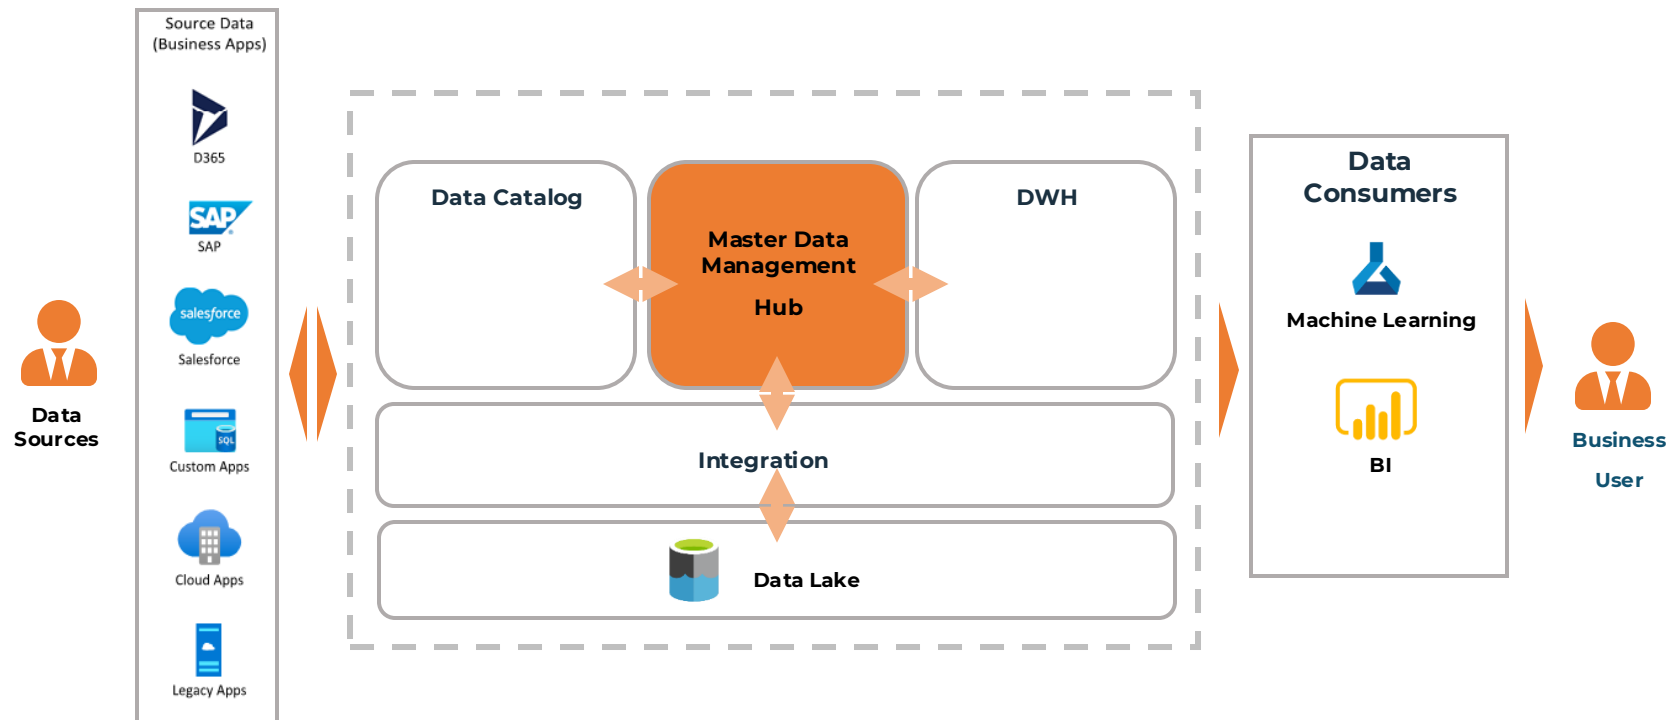 Source Data
(Business Apps)
D365
SAP
SAP
salesforce
Salesforce
SQL
Custom Apps
Cloud Apps
Legacy Apps
Data
Sources
Data Catalog
Master Data
Management
Hub
DWH
Integration
Data Lake
Data
Consumers
Machine Learning
BI
Business
User